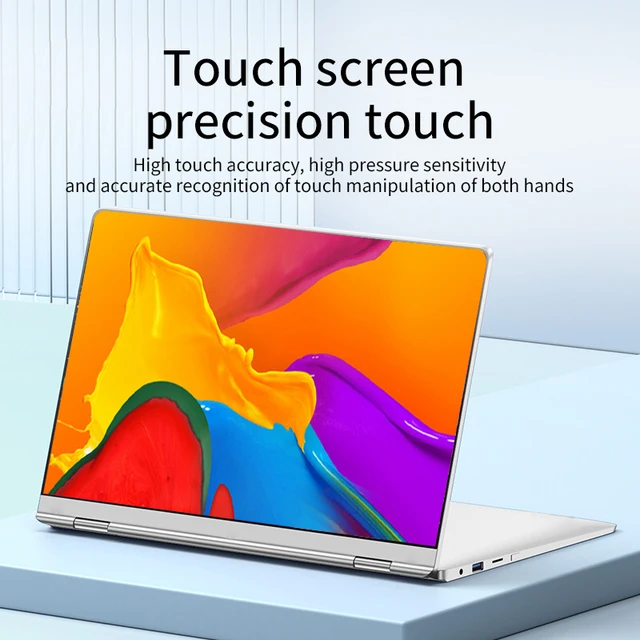 Touch screen
precision touch
High touch accuracy, high pressure sensitivity
and accurate recognition of touch manipulation of both hands